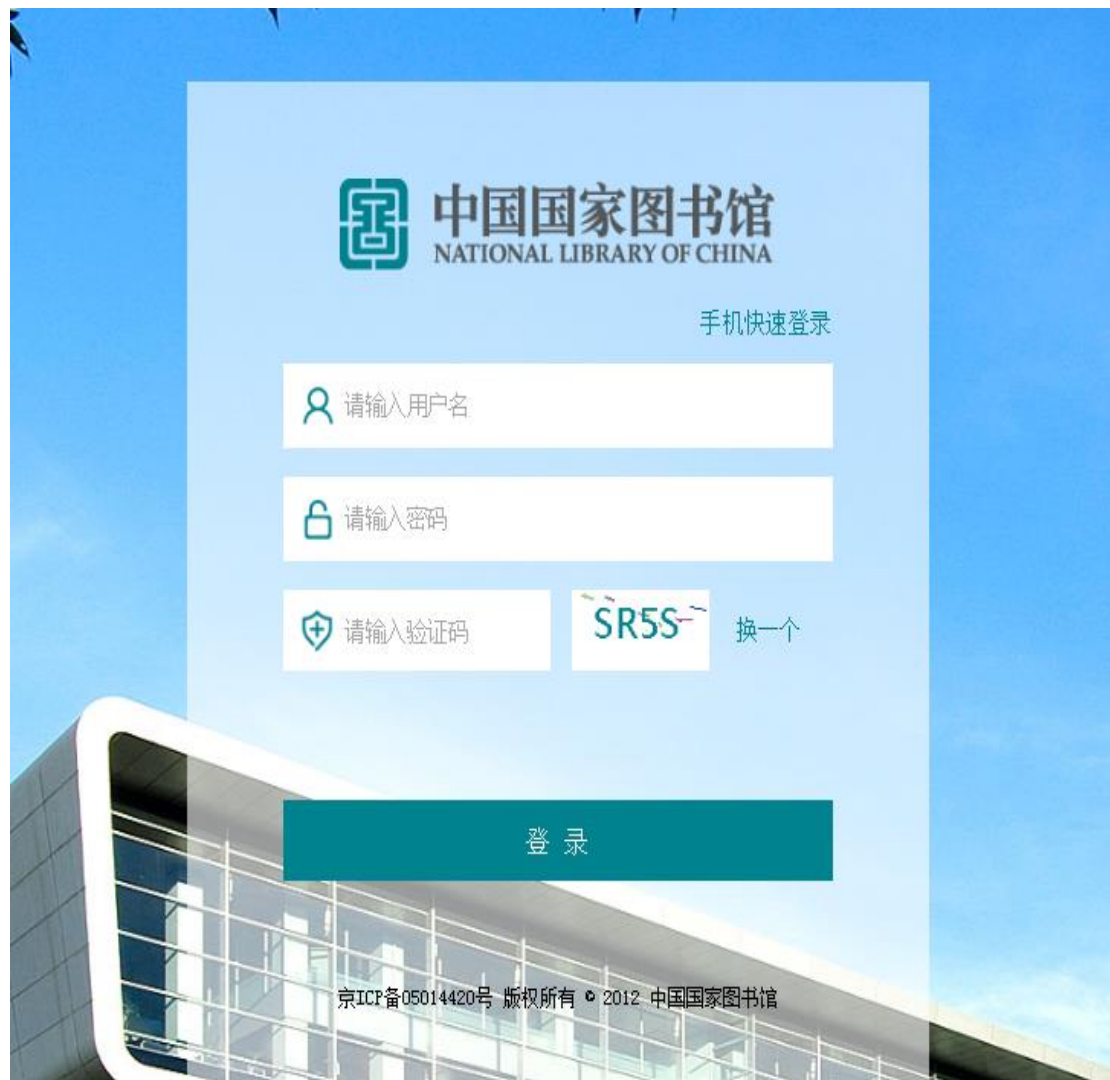 中国国家图书馆
NATIONAL LIBRARY OF CHINA
手机快速登录
请输入用户名
请输入密码
请输入验证码 SR5S 换一个
登 录
京ICP备05014420号 版权所有 © 2012 中国国家图书馆